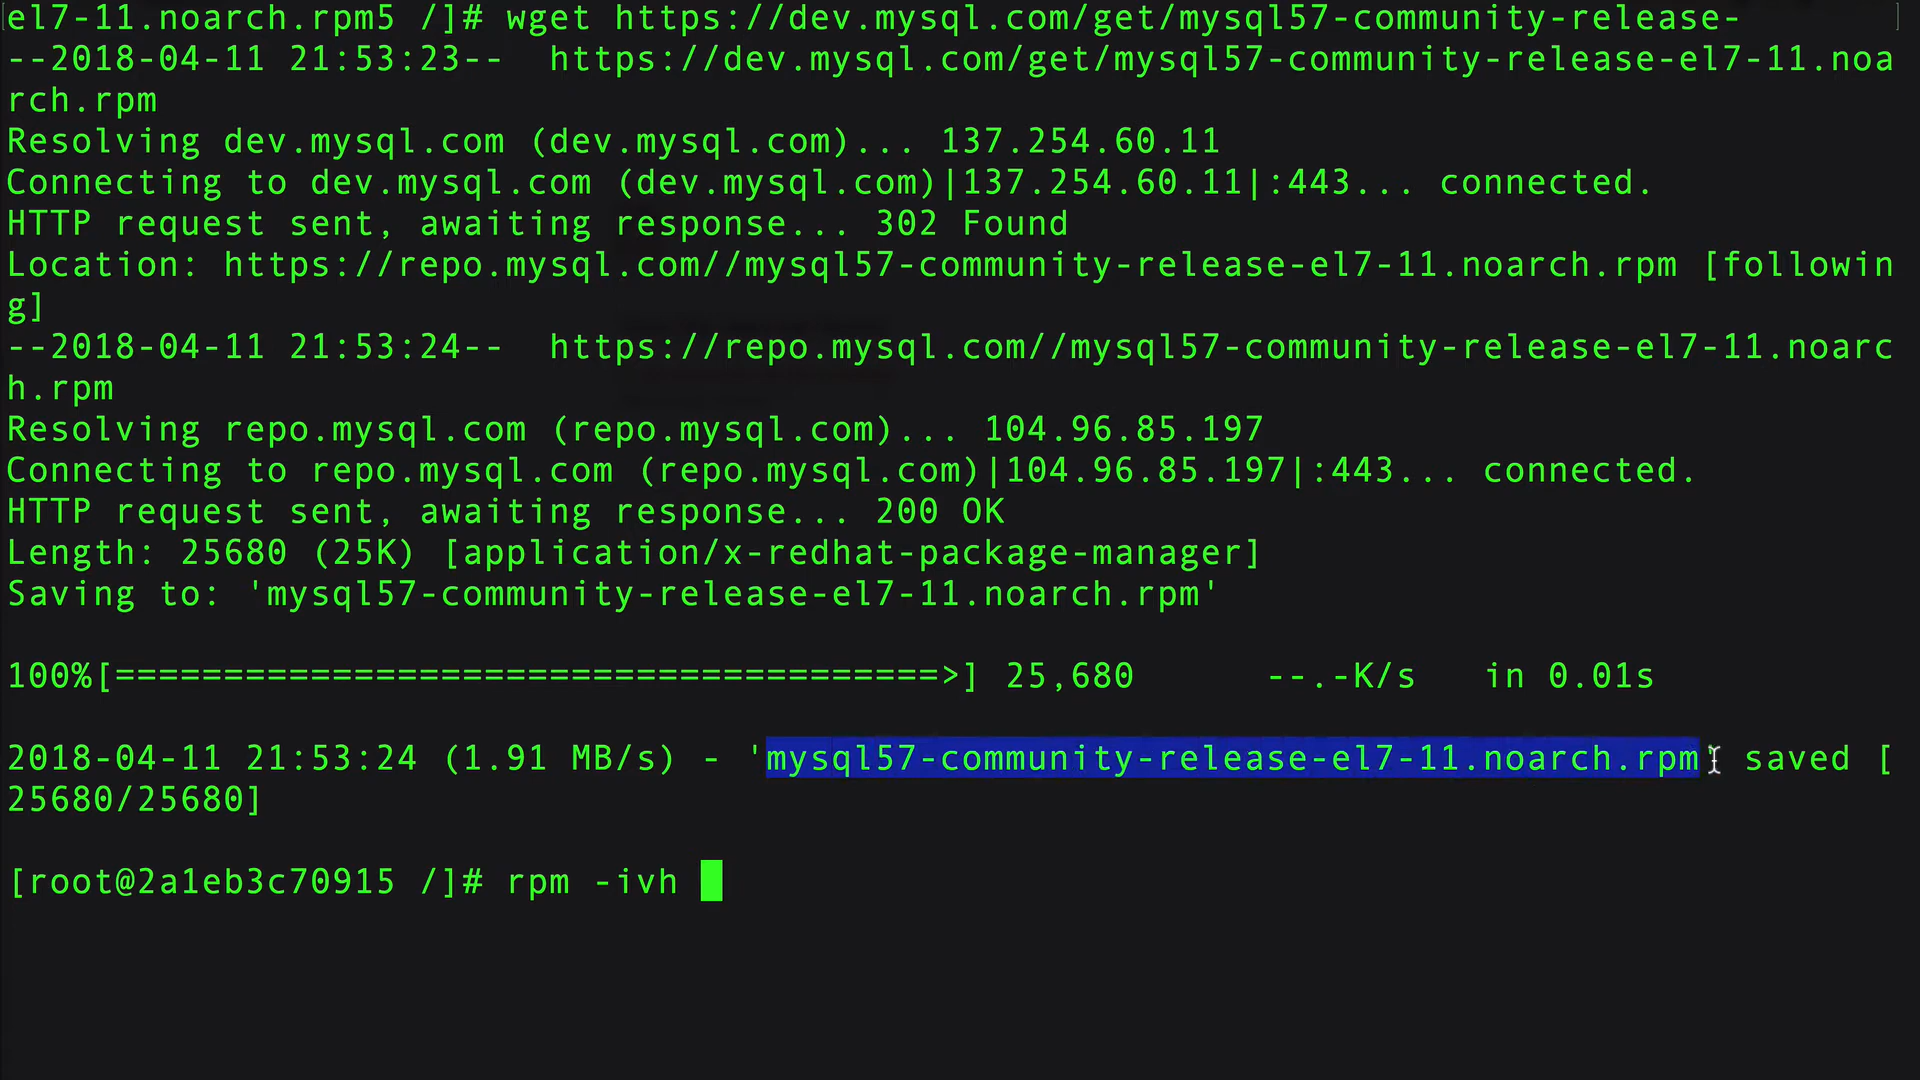 el7-11.noarch.rpm5 /]# wget https://dev.mysql.com/get/mysql57-community-release-
--2018-04-11 21:53:23--  https://dev.mysql.com/get/mysql57-community-release-el7-11.noa
rch.rpm
Resolving dev.mysql.com (dev.mysql.com)... 137.254.60.11
Connecting to dev.mysql.com (dev.mysql.com)|137.254.60.11|:443... connected.
HTTP request sent, awaiting response... 302 Found
Location: https://repo.mysql.com//mysql57-community-release-el7-11.noarch.rpm [followin
g]
--2018-04-11 21:53:24--  https://repo.mysql.com//mysql57-community-release-el7-11.noarc
h.rpm
Resolving repo.mysql.com (repo.mysql.com)... 104.96.85.197
Connecting to repo.mysql.com (repo.mysql.com)|104.96.85.197|:443... connected.
HTTP request sent, awaiting response... 200 OK
Length: 25680 (25K) [application/x-redhat-package-manager]
Saving to: 'mysql57-community-release-el7-11.noarch.rpm'
100%[======================================>] 25,680      --.-K/s   in 0.01s
2018-04-11 21:53:24 (1.91 MB/s) - 'mysql57-community-release-el7-11.noarch.rpm' saved [
25680/25680]
[root@2a1eb3c70915 /]# rpm -ivh